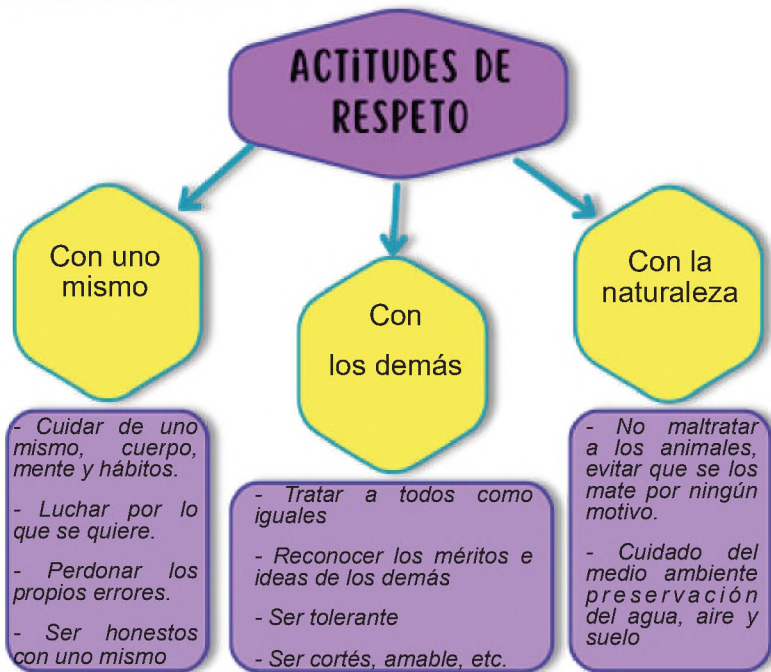 ACTiTUDES DE
RESPETO
Con uno
mismo
Con
los demás
Con la
naturaleza
- Cuidar de uno
mismo, cuerpo,
mente y hábitos.
- Luchar por lo
que se quiere.
- Perdonar los
propios errores.
- Ser honestos
con uno mismo
- Tratar a todos como
iguales
- Reconocer los méritos e
ideas de los demás
- Ser tolerante
- Ser cortés, amable, etc.
- No maltratar
a los animales,
evitar que se los
mate por ningún
motivo.
- Cuidado del
medio ambiente
preservación
del agua, aire y
suelo